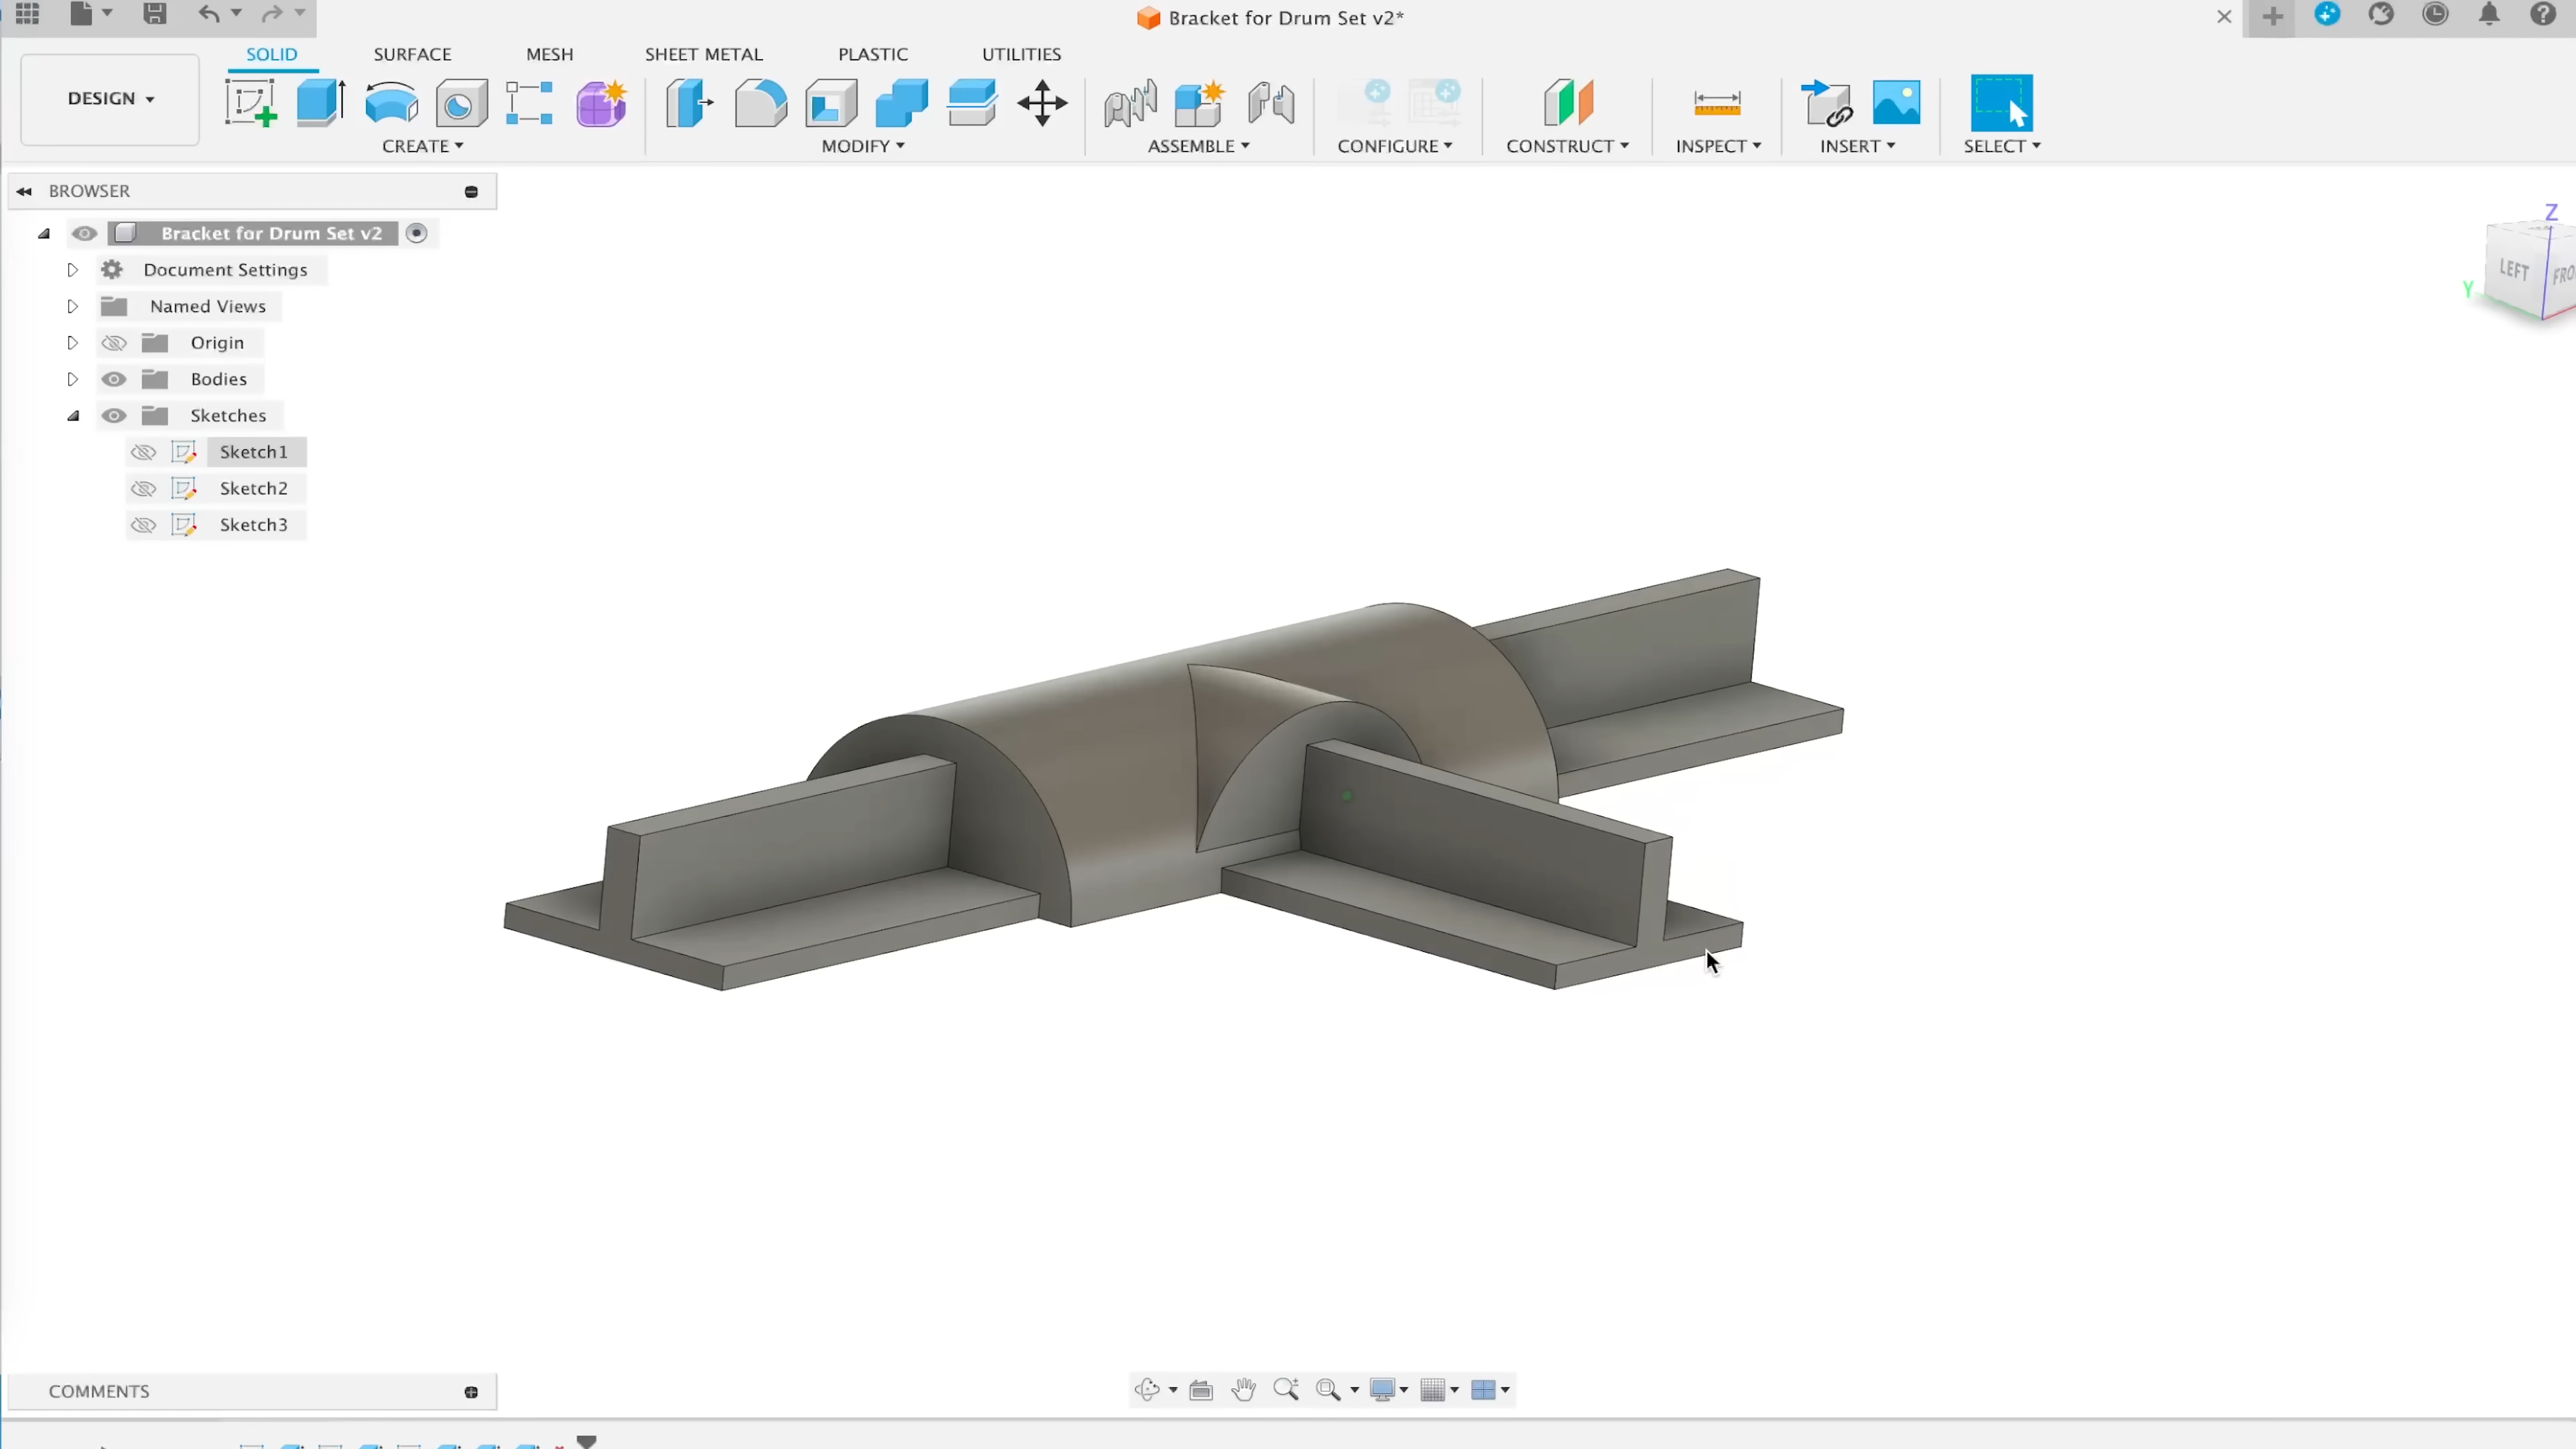 Bracket for Drum Set v2*
SOLID SURFACE MESH SHEET METAL PLASTIC UTILITIES
DESIGN
CREATE MODIFY ASSEMBLE CONFIGURE CONSTRUCT INSPECT INSERT SELECT
BROWSER
Bracket for Drum Set v2
Document Settings
Named Views
Origin
Bodies
Sketches
Sketch1
Sketch2
Sketch3
Z
LEFT FRO
Y
COMMENTS